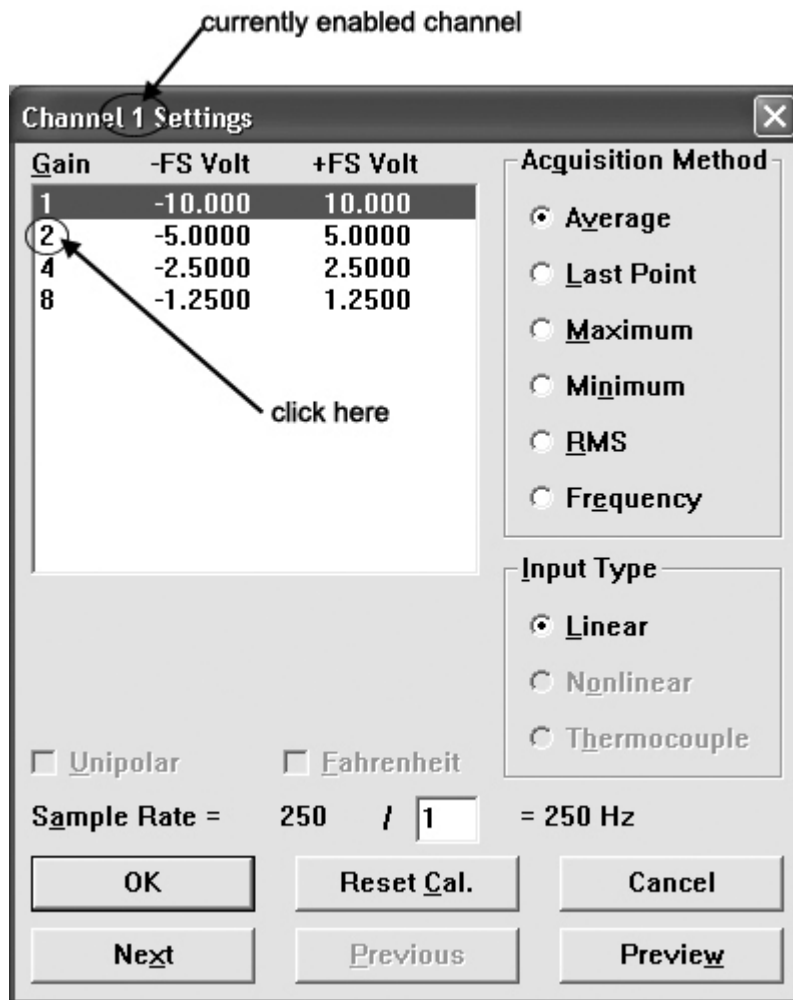 currently enabled channel
Channel 1 Settings
Gain -FS Volt +FS Volt
1 -10.000 10.000
2 -5.0000 5.0000
4 -2.5000 2.5000
8 -1.2500 1.2500
click here
Acquisition Method
Average
Last Point
Maximum
Minimum
RMS
Frequency
Input Type
Linear
Nonlinear
Thermocouple
Unipolar Fahrenheit
Sample Rate = 250 / 1 = 250 Hz
OK Reset Cal. Cancel
Next Previous Preview